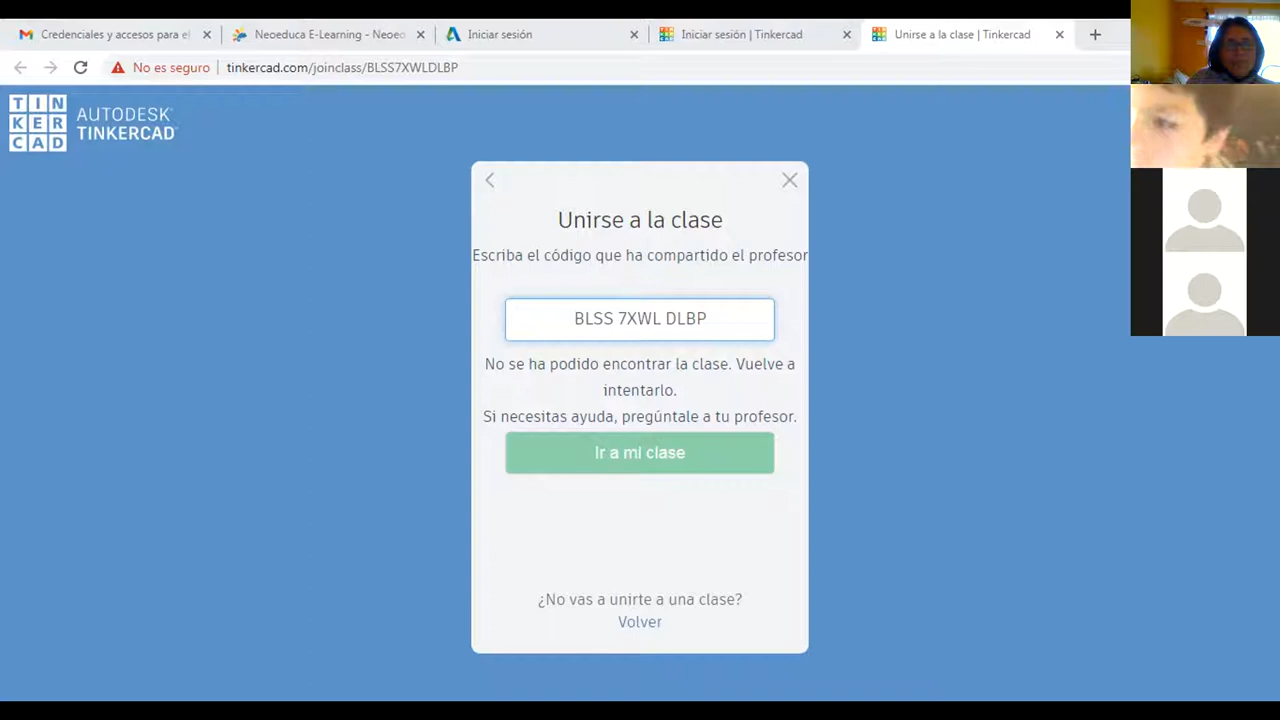 Credenciales y accesos para e
Neoeduca E-Learning - Neoeo
Iniciar sesión
Iniciar sesión | Tinkercad
Unirse a la clase | Tinkercad
No es seguro
tinkercad.com/joinclass/BLSS7XWLDLBP
TIN
KER
CAD
AUTODESK
TINKERCAD
Unirse a la clase
Escriba el código que ha compartido el profesor
BLSS 7XWL DLBP
No se ha podido encontrar la clase. Vuelve a
intentarlo.
Si necesitas ayuda, pregúntale a tu profesor.
Ir a mi clase
¿No vas a unirte a una clase?
Volver